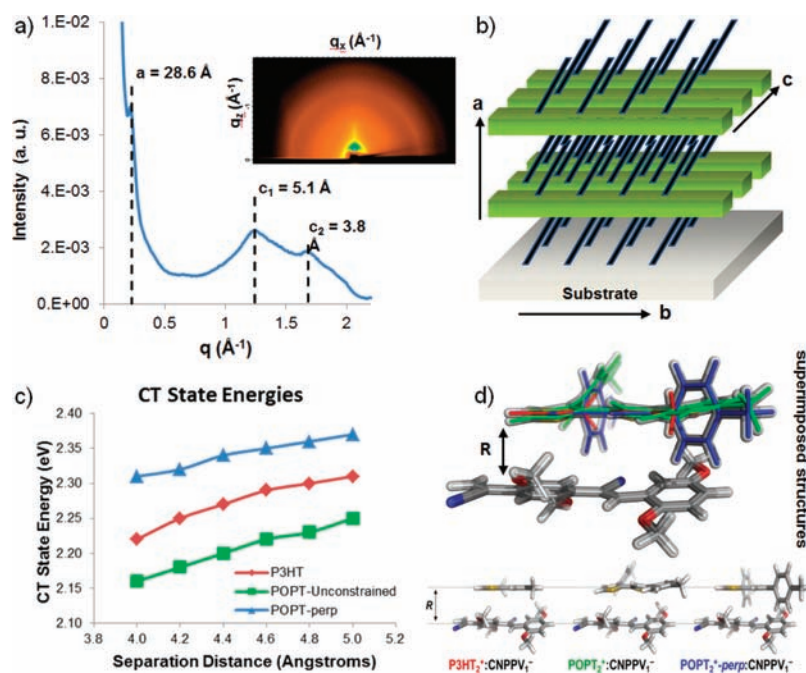 a)
1.E-02
8.E-03
6.E-03
4.E-03
2.E-03
0.E+00
Intensity (a. u.)
a = 28.6 Å
c₁ = 5.1 Å
c₂ = 3.8
Å
qₓ (Å⁻¹)
q_z (Å⁻¹)
0
0.5
1
1.5
2
q (Å⁻¹)
b)
a
c
Substrate
b
c)
CT State Energies
2.40
2.35
2.30
2.25
2.20
2.15
2.10
CT State Energy (eV)
P3HT
POPT-Unconstrained
POPT-perp
3.8
4.0
4.2
4.4
4.6
4.8
5.0
5.2
Separation Distance (Angstroms)
d)
R
superimposed structures
R
P3HT₂⁺:CNPPV₁⁻
POPT₂⁺:CNPPV₁⁻
POPT₂⁺-perp:CNPPV₁⁻